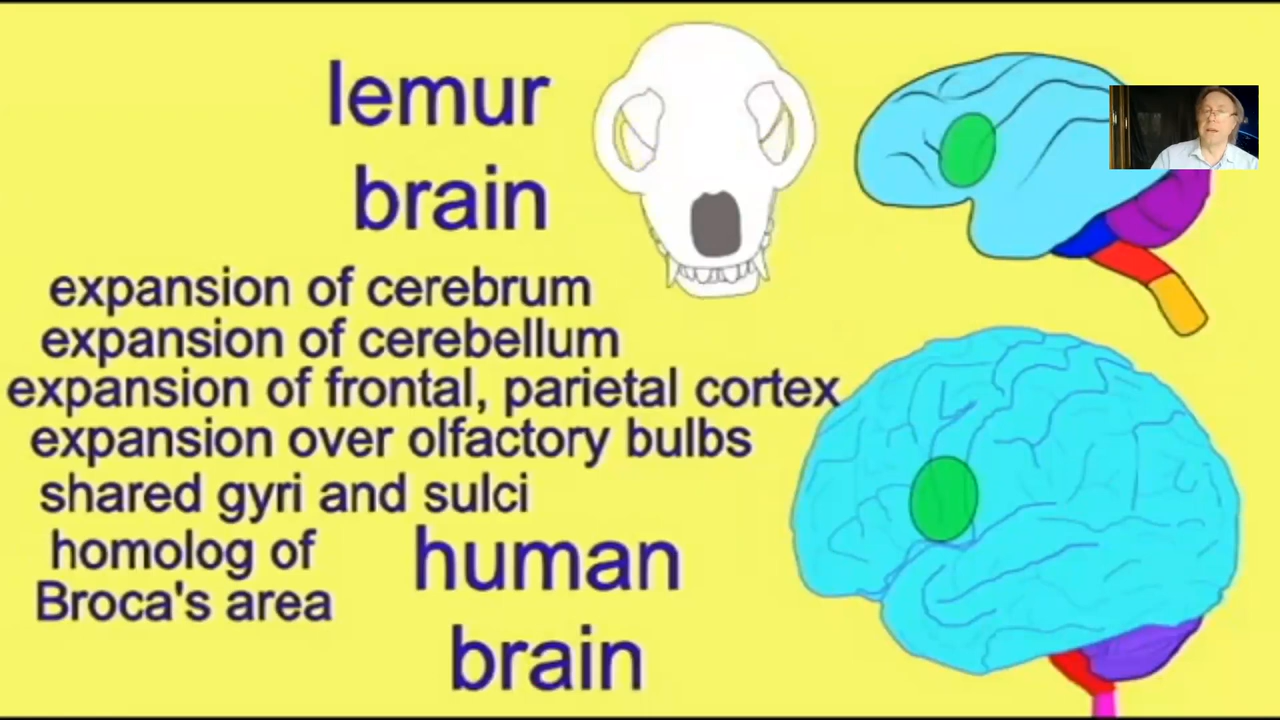 lemur
brain
expansion of cerebrum
expansion of cerebellum
expansion of frontal, parietal cortex
expansion over olfactory bulbs
shared gyri and sulci
homolog of
Broca's area
human
brain